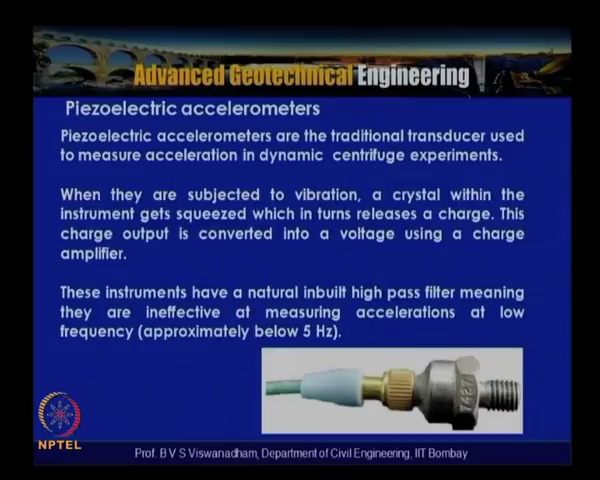 Advanced Geotechnical Engineering
Piezoelectric accelerometers
Piezoelectric accelerometers are the traditional transducer used
to measure acceleration in dynamic centrifuge experiments.
When they are subjected to vibration, a crystal within the
instrument gets squeezed which in turns releases a charge. This
charge output is converted into a voltage using a charge
amplifier.
These instruments have a natural inbuilt high pass filter meaning
they are ineffective at measuring accelerations at low
frequency (approximately below 5 Hz).
7427
NPTEL
Prof. B V S Viswanadham, Department of Civil Engineering, IIT Bombay